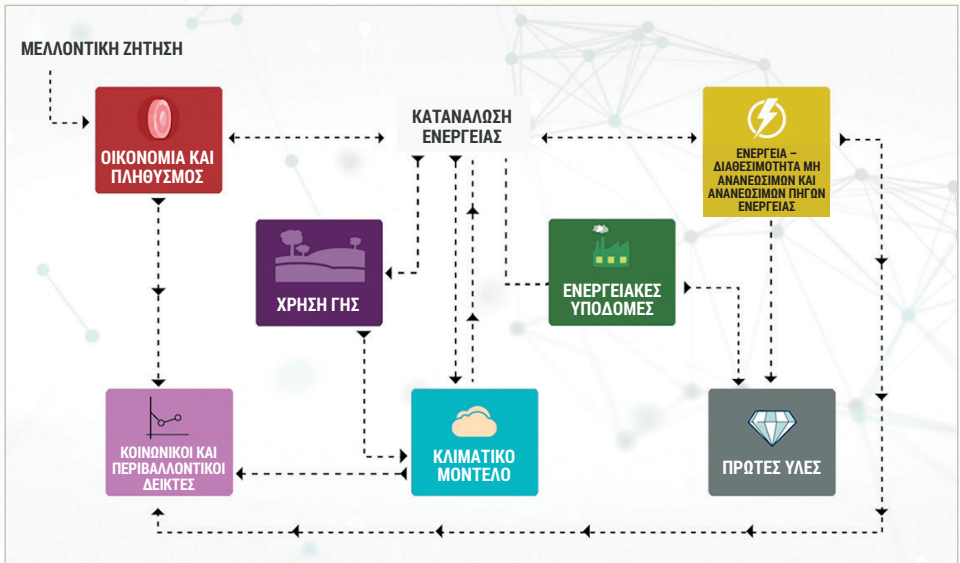 ΜΕΛΛΟΝΤΙΚΗ ΖΗΤΗΣΗ
ΟΙΚΟΝΟΜΙΑ ΚΑΙ
ΠΛΗΘΥΣΜΟΣ
ΚΑΤΑΝΑΛΩΣΗ
ΕΝΕΡΓΕΙΑΣ
ΕΝΕΡΓΕΙΑ –
ΔΙΑΘΕΣΙΜΟΤΗΤΑ ΜΗ
ΑΝΑΝΕΩΣΙΜΩΝ ΚΑΙ
ΑΝΑΝΕΩΣΙΜΩΝ ΠΗΓΩΝ
ΕΝΕΡΓΕΙΑΣ
ΧΡΗΣΗ ΓΗΣ
ΕΝΕΡΓΕΙΑΚΕΣ
ΥΠΟΔΟΜΕΣ
ΚΟΙΝΩΝΙΚΟΙ ΚΑΙ
ΠΕΡΙΒΑΛΛΟΝΤΙΚΟΙ
ΔΕΙΚΤΕΣ
ΚΛΙΜΑΤΙΚΟ
ΜΟΝΤΕΛΟ
ΠΡΩΤΕΣ ΥΛΕΣ